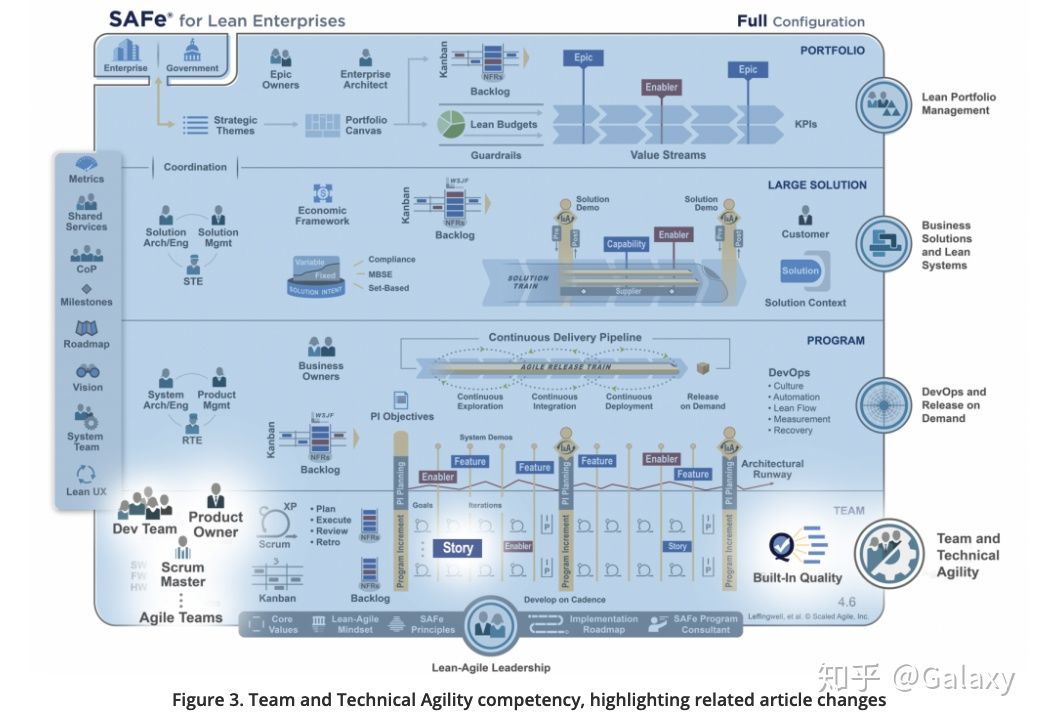 SAFe® for Lean Enterprises
Full Configuration
Enterprise
Government
Epic
Owners
Enterprise
Architect
Kanban
NFRs
Backlog
Epic
Enabler
Epic
PORTFOLIO
Lean Portfolio
Management
Strategic
Themes
Portfolio
Canvas
Lean Budgets
Guardrails
KPIs
Value Streams
Coordination
Metrics
Shared
Services
CoP
Milestones
Roadmap
Vision
System
Team
Lean UX
LARGE SOLUTION
Solution
Arch/Eng
Solution
Mgmt
STE
Economic
Framework
Variable
Fixed
SOLUTION INTENT
Compliance
MBSE
Set-Based
Kanban
WSJF
NFRs
Backlog
Solution
Demo
I&A
Pre
Post
Capability
Enabler
SOLUTION
TRAIN
Supplier
Solution
Demo
I&A
Pre
Post
Customer
Solution
Solution Context
Business
Solutions
and Lean
Systems
PROGRAM
System
Arch/Eng
Product
Mgmt
RTE
Business
Owners
Continuous Delivery Pipeline
AGILE RELEASE TRAIN
Continuous
Exploration
Continuous
Integration
Continuous
Deployment
Release
on Demand
DevOps
• Culture
• Automation
• Lean Flow
• Measurement
• Recovery
DevOps and
Release on
Demand
Kanban
WSJF
NFRs
Backlog
PI Objectives
System Demos
Enabler
Feature
Feature
I&A
Feature
Enabler
Feature
I&A
Architectural
Runway
PI Planning
PI Planning
PI Planning
TEAM
Dev Team
Product
Owner
Scrum
Master
SW
FW
HW
Agile Teams
XP
Scrum
• Plan
• Execute
• Review
• Retro
NFRs
Kanban
NFRs
Backlog
Program Increment
Goals
Iterations
Story
Enabler
I
P
I
P
Program Increment
Story
I
P
I
P
Program Increment
Develop on Cadence
Built-In Quality
Team and
Technical
Agility
4.6
Leffingwell, et al. © Scaled Agile, Inc.
Core
Values
Lean-Agile
Mindset
SAFe
Principles
Implementation
Roadmap
SAFe Program
Consultant
Lean-Agile Leadership
知乎 @Galaxy
Figure 3. Team and Technical Agility competency, highlighting related article changes